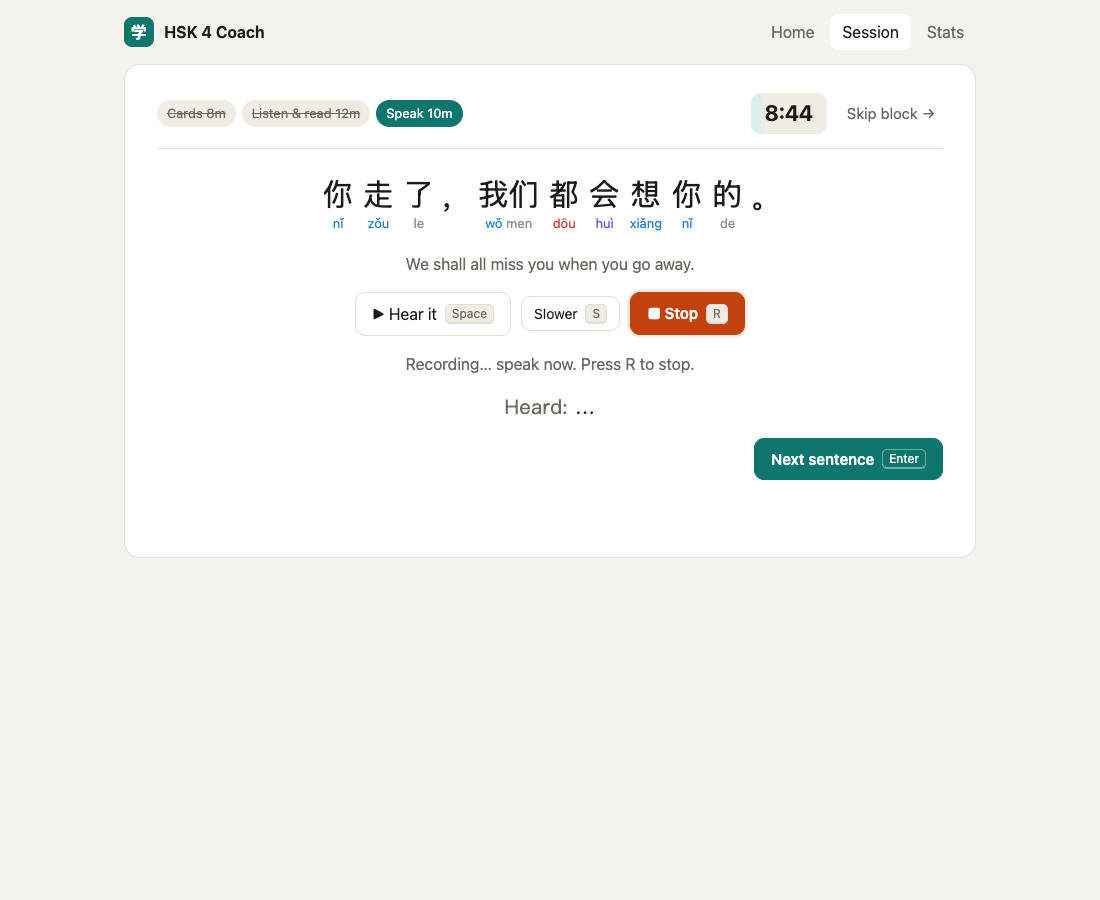 学 HSK 4 Coach Home Session Stats
Cards 8m Listen & read 12m Speak 10m 8:44 Skip block →
你走了，我们都会想你的。
nǐ zǒu le wǒ men dōu huì xiǎng nǐ de
We shall all miss you when you go away.
▶ Hear it Space Slower S Stop R
Recording... speak now. Press R to stop.
Heard: ...
Next sentence Enter